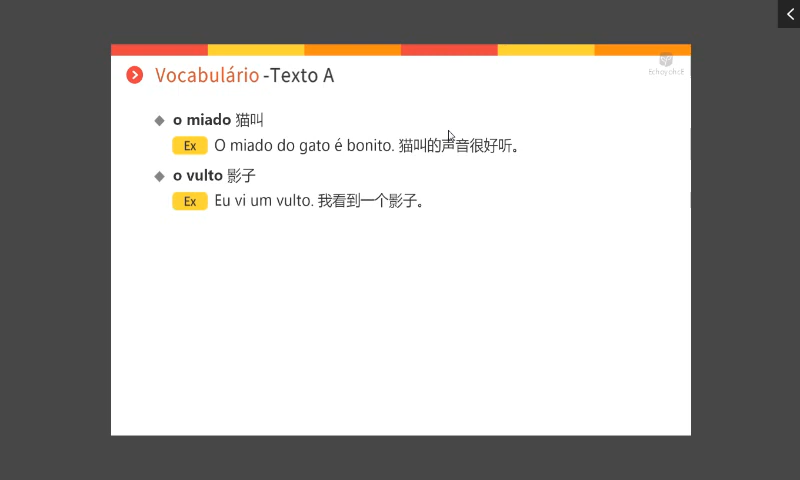 Vocabulário -Texto A
o miado 猫叫
Ex O miado do gato é bonito. 猫叫的声音很好听。
o vulto 影子
Ex Eu vi um vulto. 我看到一个影子。